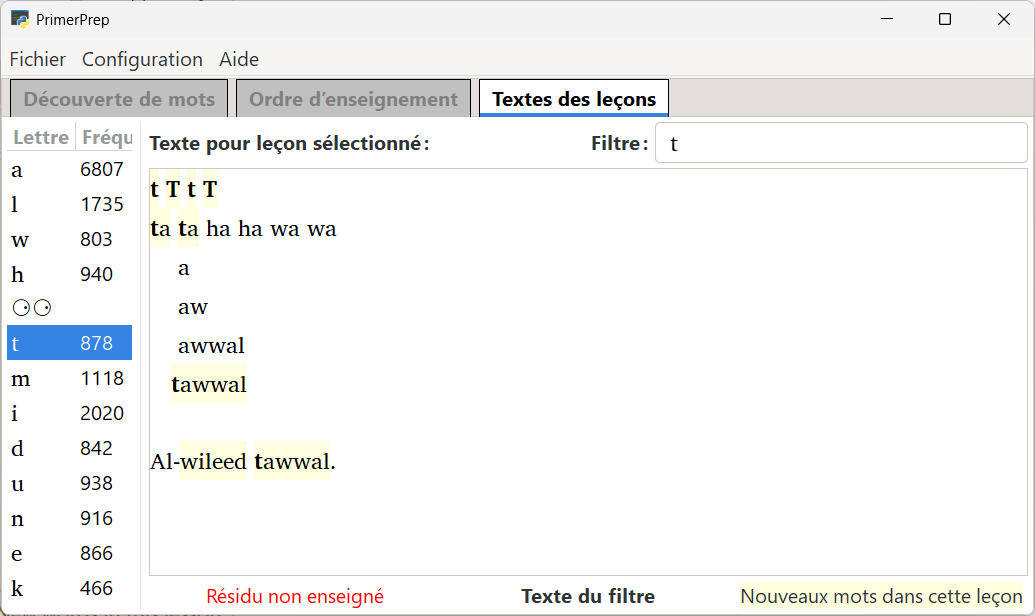 PrimerPrep
Fichier Configuration Aide
Découverte de mots Ordre d’enseignement Textes des leçons
Lettre Fréqu
a 6807
l 1735
w 803
h 940
⚆⚆
t 878
m 1118
i 2020
d 842
u 938
n 916
e 866
k 466
Texte pour leçon sélectionné : Filtre : t
t T t T
ta ta ha ha wa wa
a
aw
awwal
tawwal
Al-wileed tawwal.
Résidu non enseigné Texte du filtre Nouveaux mots dans cette leçon